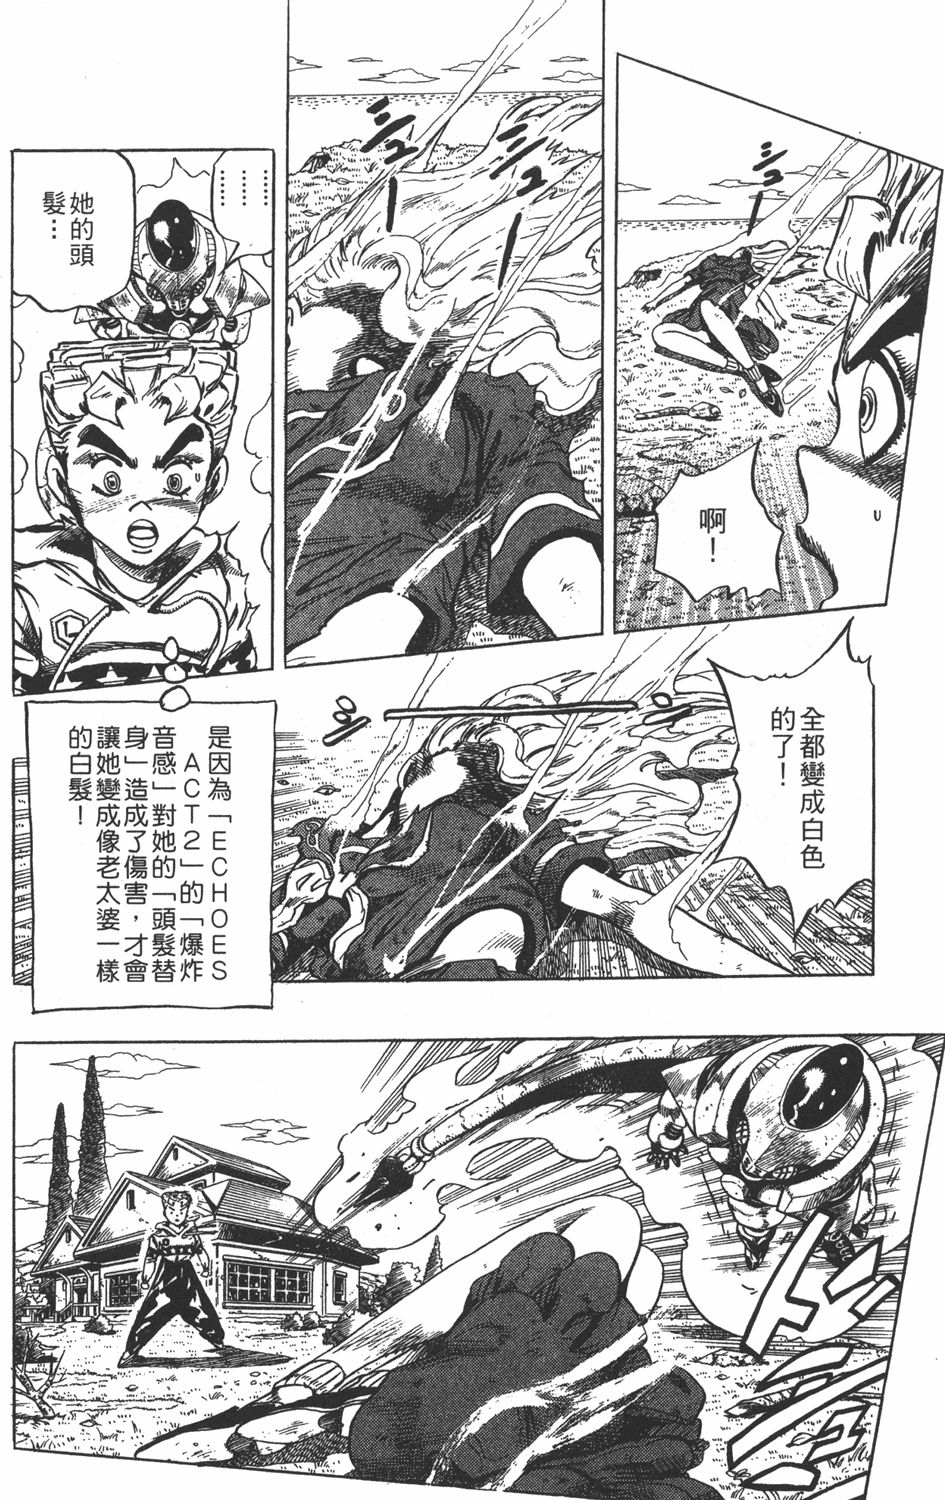 啊！
シュー
シュー
シュー
………
………
她的頭
髮…
L
全都變成白色
的了！
是因為「ECHOES
ACT2」的「爆炸
音感」對她的「頭髮替
身」造成了傷害，才會
讓她變成像老太婆一樣
的白髮！
ドヒュ